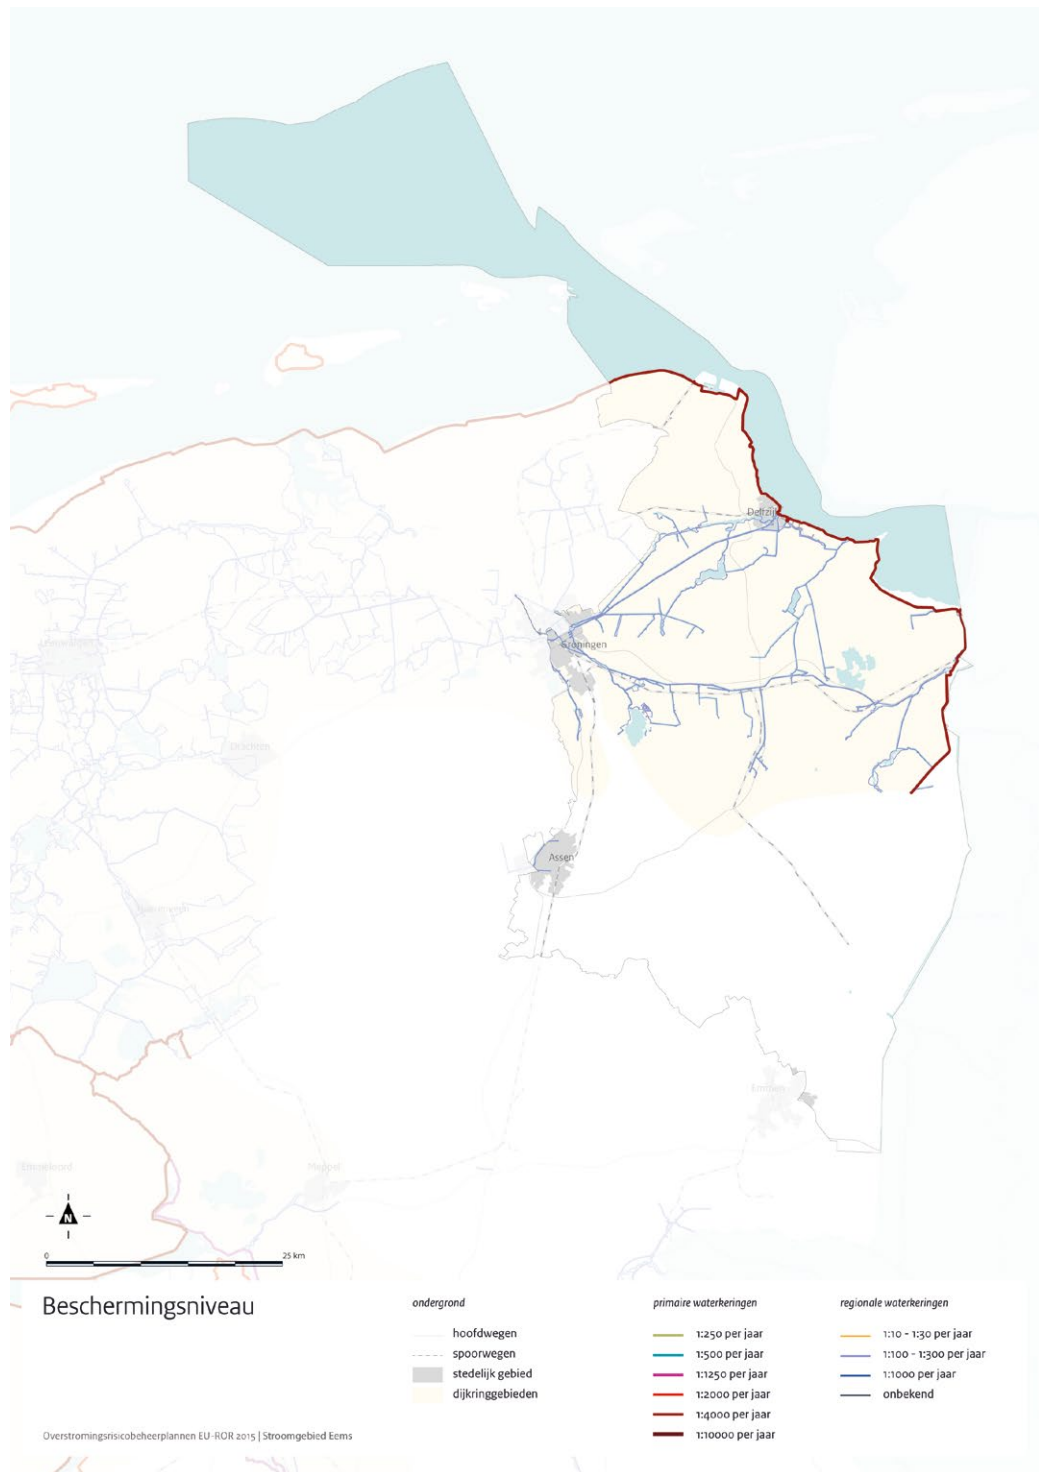 Delfzijl
Groningen
Leeuwarden
Drachten
Assen
Emmen
Meppel
Emmeloord
N
0
25 km
Beschermingsniveau
ondergrond
hoofdwegen
spoorwegen
stedelijk gebied
dijkringgebieden
primaire waterkeringen
1:250 per jaar
1:500 per jaar
1:1250 per jaar
1:2000 per jaar
1:4000 per jaar
1:10000 per jaar
regionale waterkeringen
1:10 - 1:30 per jaar
1:100 - 1:300 per jaar
1:1000 per jaar
onbekend
Overstromingsrisicobeheerplannen EU-ROR 2015 | Stroomgebied Eems